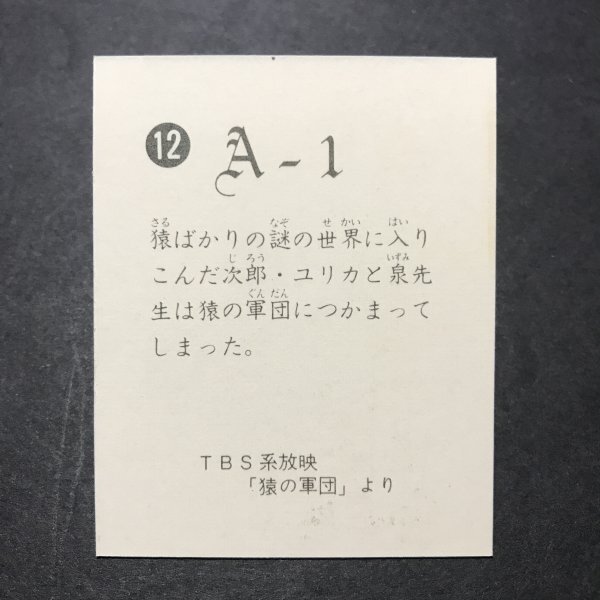 12
A-1
猿ばかりの謎の世界に入り
こんだ次郎・ユリカと泉先
生は猿の軍団につかまって
しまった。
TBS系放映
「猿の軍団」より